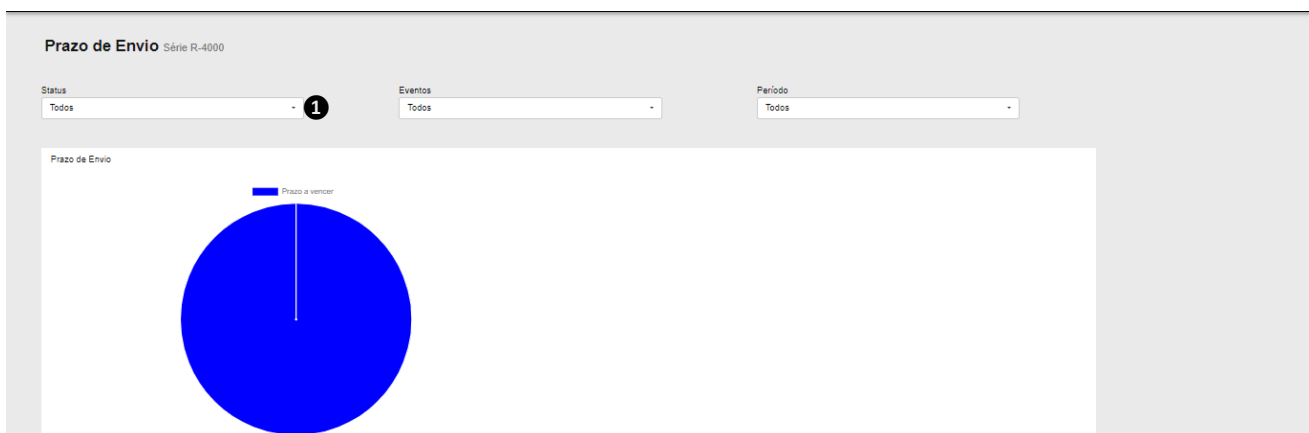 Prazo de Envio Série R-4000
Status Eventos Período
Todos 1 Todos Todos
Prazo de Envio
Prazo a vencer